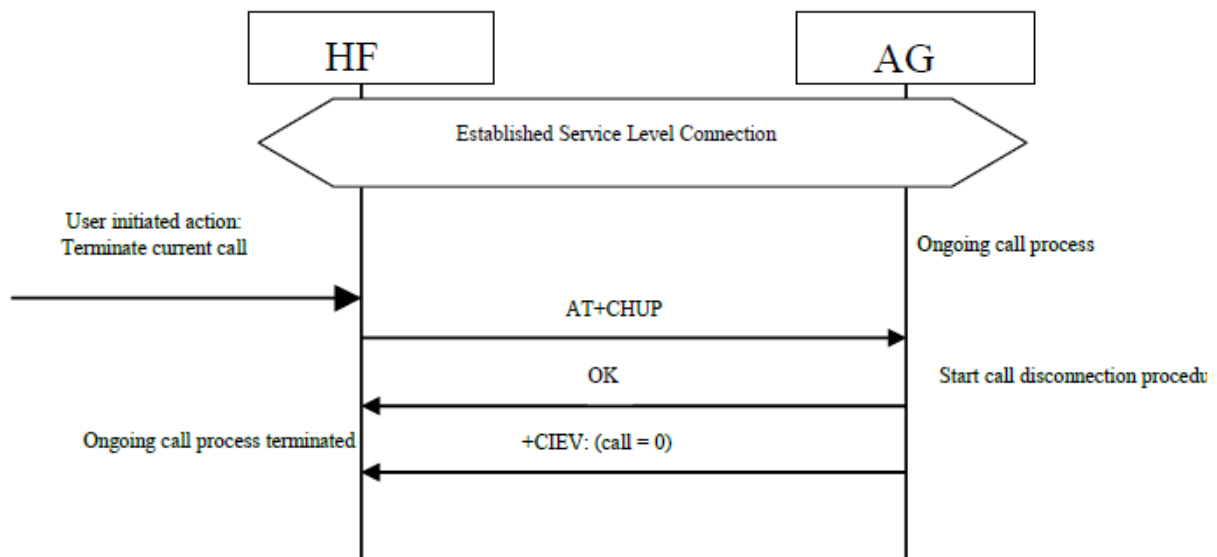 HF
AG
Established Service Level Connection
User initiated action:
Terminate current call
Ongoing call process
AT+CHUP
OK
Start call disconnection procedu
Ongoing call process terminated
+CIEV: (call = 0)